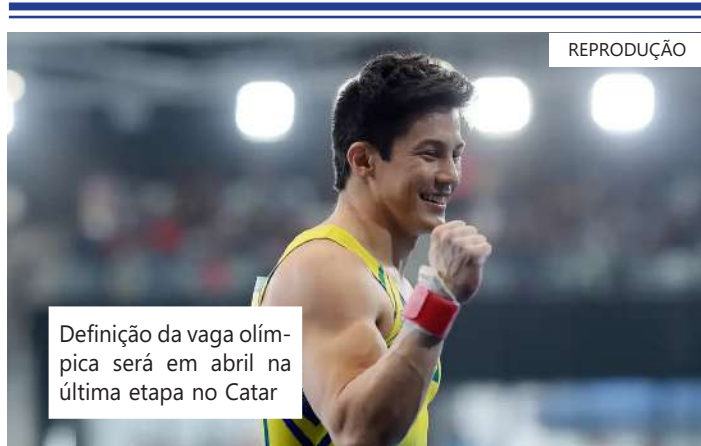 REPRODUÇÃO
Definição da vaga olím-
pica será em abril na
última etapa no Catar